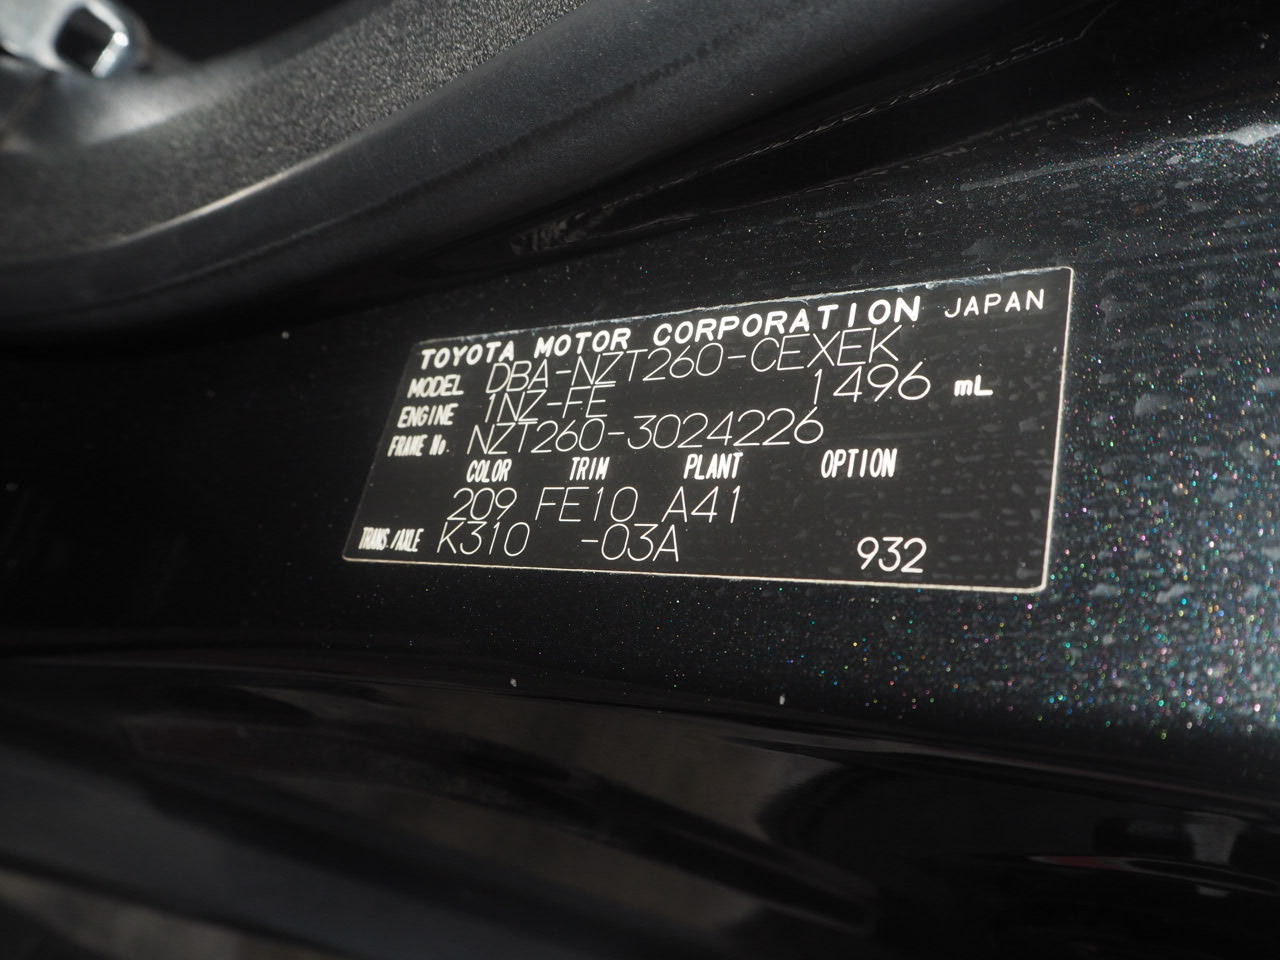 TOYOTA MOTOR CORPORATION JAPAN
MODEL DBA-NZT260-CEXEK
ENGINE 1NZ-FE 1496 mL
FRAME No. NZT260-3024226
COLOR TRIM PLANT OPTION
209 FE10 A41
TRANS./AXLE K310 -03A 932